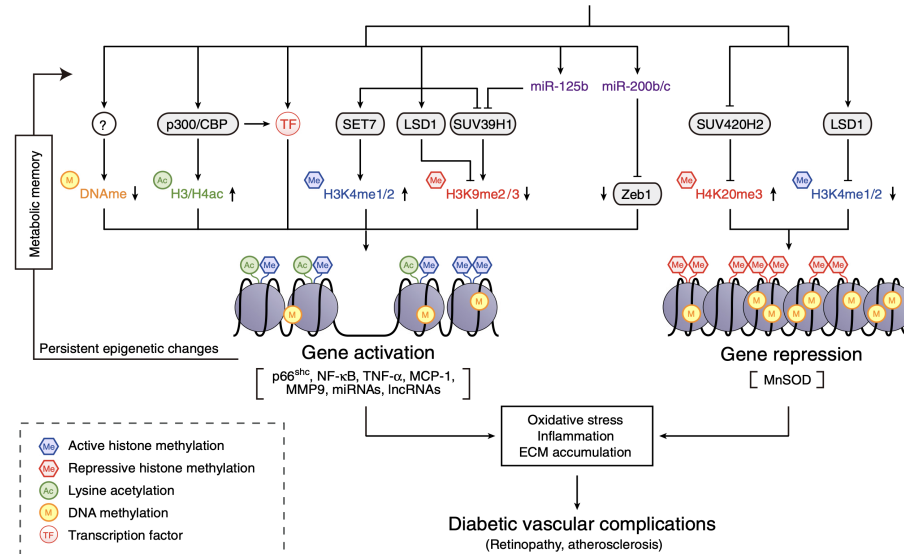 miR-125b miR-200b/c
? p300/CBP TF SET7 LSD1 SUV39H1 SUV420H2 LSD1
M Ac Me Me Me Me
DNAme H3/H4ac H3K4me1/2 H3K9me2/3 Zeb1 H4K20me3 H3K4me1/2
Metabolic memory
Ac Me Ac Me Ac Me Me Me Me Me Me Me Me Me Me
M M M M M M M M M M M M
Persistent epigenetic changes
Gene activation
p66shc, NF-κB, TNF-α, MCP-1,
MMP9, miRNAs, lncRNAs
Gene repression
MnSOD
Oxidative stress
Inflammation
ECM accumulation
Diabetic vascular complications
(Retinopathy, atherosclerosis)
Me Active histone methylation
Me Repressive histone methylation
Ac Lysine acetylation
M DNA methylation
TF Transcription factor